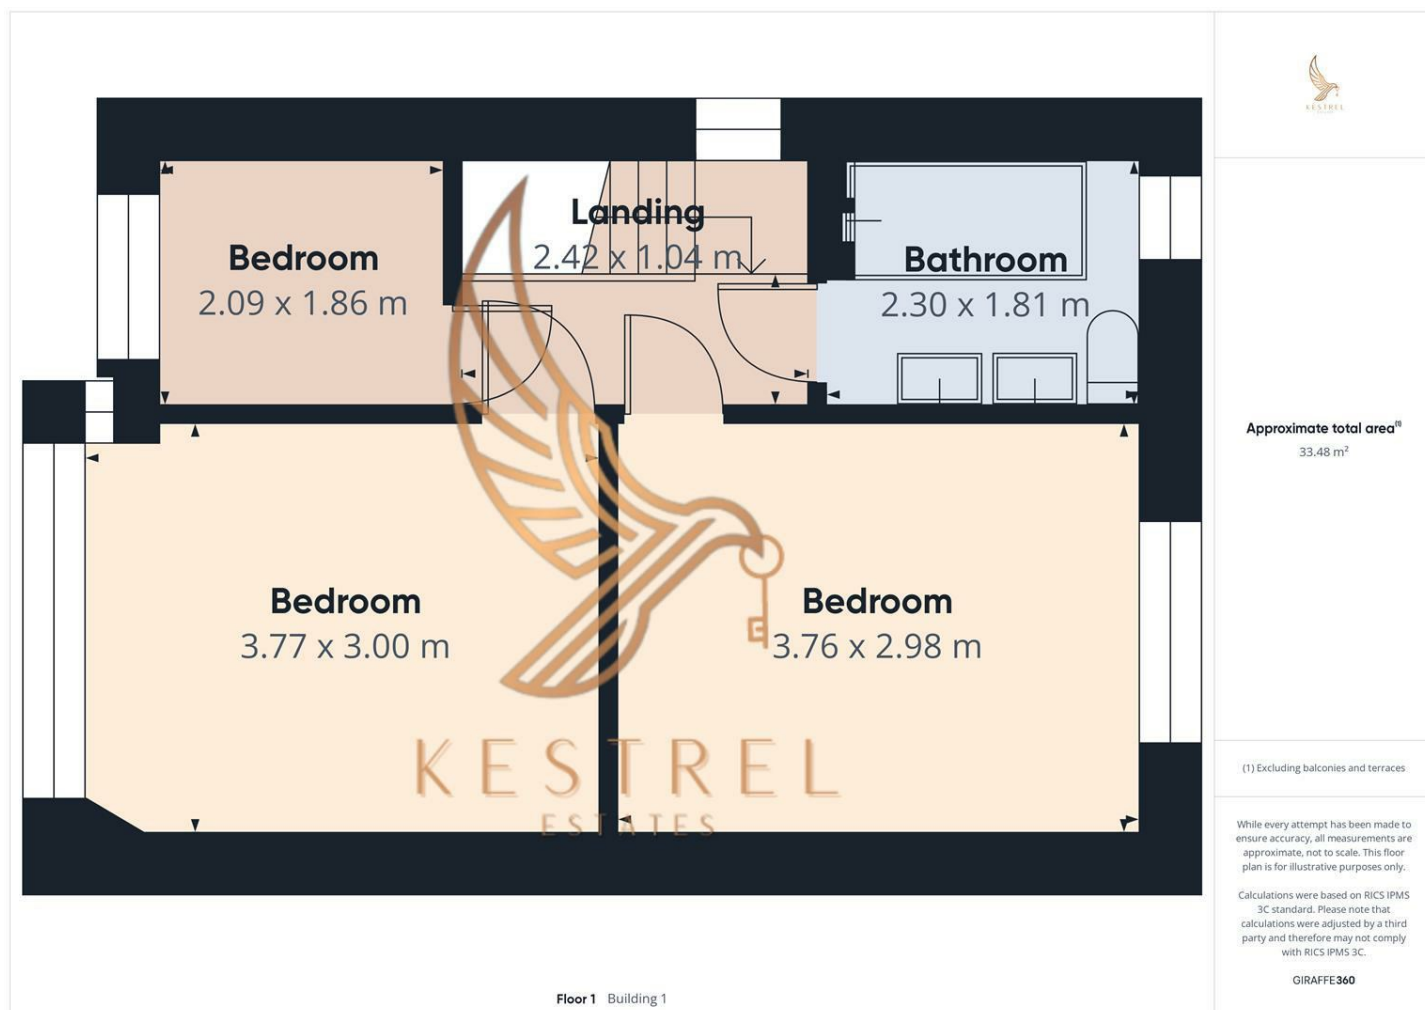 KESTREL
Landing
2.42 x 1.04 m
Bedroom
2.09 x 1.86 m
Bathroom
2.30 x 1.81 m
Bedroom
3.77 x 3.00 m
Bedroom
3.76 x 2.98 m
KESTREL
ESTATES
Approximate total area(1)
33.48 m²
(1) Excluding balconies and terraces
While every attempt has been made to
ensure accuracy, all measurements are
approximate, not to scale. This floor
plan is for illustrative purposes only.
Calculations were based on RICS IPMS
3C standard. Please note that
calculations were adjusted by a third
party and therefore may not comply
with RICS IPMS 3C.
GIRAFFE360
Floor 1 Building 1